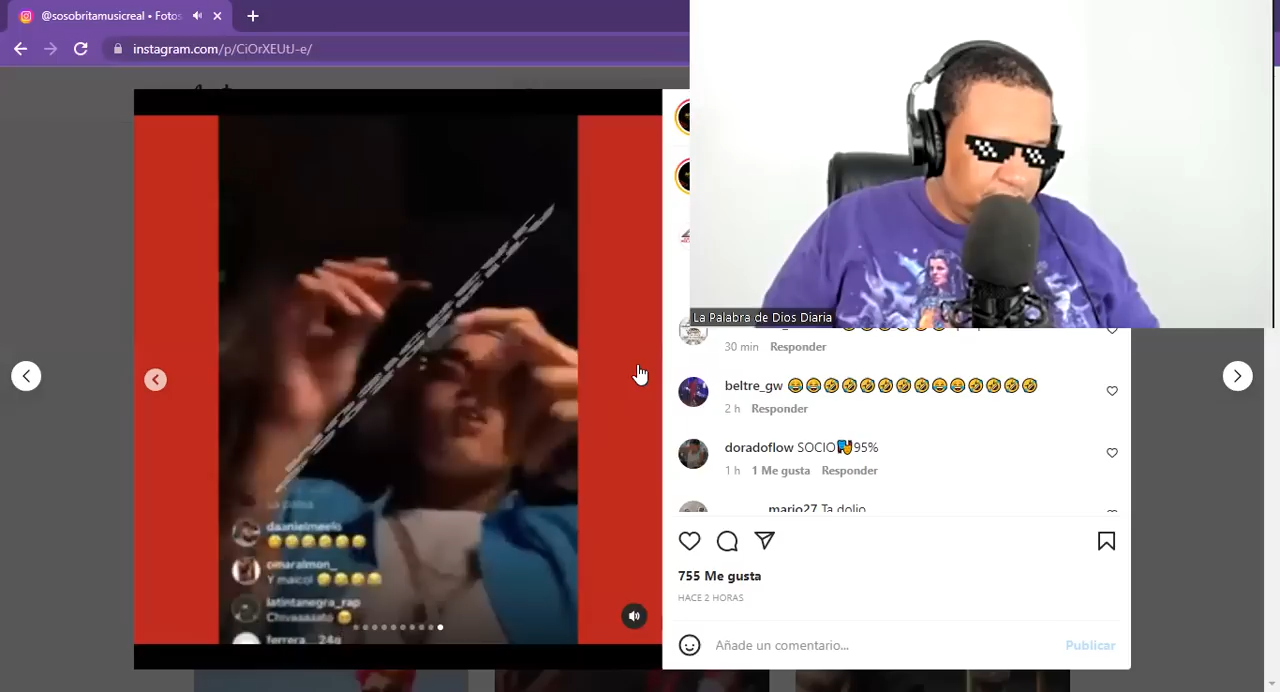 @sosobritamusicreal • Fotos
instagram.com/p/CiOrXEUtJ-e/
La Palabra de Dios Diaria
30 min Responder
beltre_gw 😂😂🤣🤣🤣🤣🤣🤣😂😂🤣🤣🤣🤣
2 h Responder
doradoflow SOCIO 95%
1 h 1 Me gusta Responder
mario27 Ta dolio
daanielmeelo
omaralmon_
Y maicol
latintanegra_rap
Chivaaaaato
ferrera__24g
755 Me gusta
HACE 2 HORAS
Añade un comentario...
Publicar